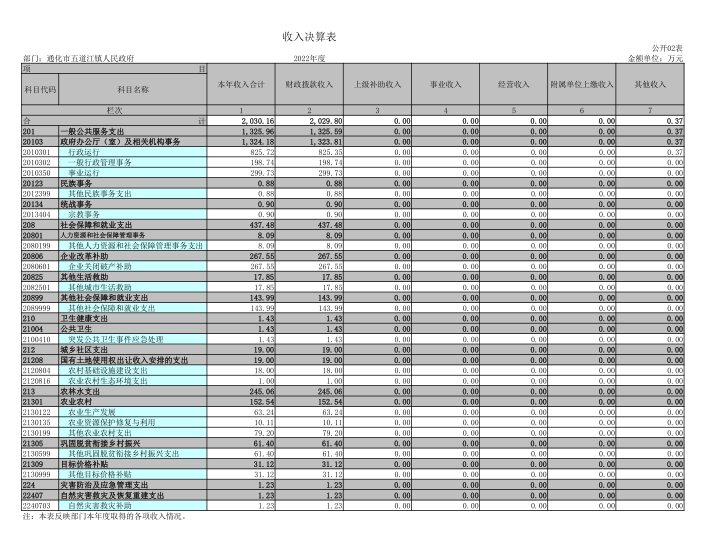 收入决算表
公开02表
部门：通化市五道江镇人民政府 2022年度 金额单位：万元
项 目 本年收入合计 财政拨款收入 上级补助收入 事业收入 经营收入 附属单位上缴收入 其他收入
科目代码 科目名称
栏次 1 2 3 4 5 6 7
合 计 2,030.16 2,029.80 0.00 0.00 0.00 0.00 0.37
201 一般公共服务支出 1,325.96 1,325.59 0.00 0.00 0.00 0.00 0.37
20103 政府办公厅（室）及相关机构事务 1,324.18 1,323.81 0.00 0.00 0.00 0.00 0.37
2010301 行政运行 825.72 825.35 0.00 0.00 0.00 0.00 0.37
2010302 一般行政管理事务 198.74 198.74 0.00 0.00 0.00 0.00 0.00
2010350 事业运行 299.73 299.73 0.00 0.00 0.00 0.00 0.00
20123 民族事务 0.88 0.88 0.00 0.00 0.00 0.00 0.00
2012399 其他民族事务支出 0.88 0.88 0.00 0.00 0.00 0.00 0.00
20134 统战事务 0.90 0.90 0.00 0.00 0.00 0.00 0.00
2013404 宗教事务 0.90 0.90 0.00 0.00 0.00 0.00 0.00
208 社会保障和就业支出 437.48 437.48 0.00 0.00 0.00 0.00 0.00
20801 人力资源和社会保障管理事务 8.09 8.09 0.00 0.00 0.00 0.00 0.00
2080199 其他人力资源和社会保障管理事务支出 8.09 8.09 0.00 0.00 0.00 0.00 0.00
20806 企业改革补助 267.55 267.55 0.00 0.00 0.00 0.00 0.00
2080601 企业关闭破产补助 267.55 267.55 0.00 0.00 0.00 0.00 0.00
20825 其他生活救助 17.85 17.85 0.00 0.00 0.00 0.00 0.00
2082501 其他城市生活救助 17.85 17.85 0.00 0.00 0.00 0.00 0.00
20899 其他社会保障和就业支出 143.99 143.99 0.00 0.00 0.00 0.00 0.00
2089999 其他社会保障和就业支出 143.99 143.99 0.00 0.00 0.00 0.00 0.00
210 卫生健康支出 1.43 1.43 0.00 0.00 0.00 0.00 0.00
21004 公共卫生 1.43 1.43 0.00 0.00 0.00 0.00 0.00
2100410 突发公共卫生事件应急处理 1.43 1.43 0.00 0.00 0.00 0.00 0.00
212 城乡社区支出 19.00 19.00 0.00 0.00 0.00 0.00 0.00
21208 国有土地使用权出让收入安排的支出 19.00 19.00 0.00 0.00 0.00 0.00 0.00
2120804 农村基础设施建设支出 18.00 18.00 0.00 0.00 0.00 0.00 0.00
2120816 农业农村生态环境支出 1.00 1.00 0.00 0.00 0.00 0.00 0.00
213 农林水支出 245.06 245.06 0.00 0.00 0.00 0.00 0.00
21301 农业农村 152.54 152.54 0.00 0.00 0.00 0.00 0.00
2130122 农业生产发展 63.24 63.24 0.00 0.00 0.00 0.00 0.00
2130135 农业资源保护修复与利用 10.11 10.11 0.00 0.00 0.00 0.00 0.00
2130199 其他农业农村支出 79.20 79.20 0.00 0.00 0.00 0.00 0.00
21305 巩固脱贫衔接乡村振兴 61.40 61.40 0.00 0.00 0.00 0.00 0.00
2130599 其他巩固脱贫衔接乡村振兴支出 61.40 61.40 0.00 0.00 0.00 0.00 0.00
21309 目标价格补贴 31.12 31.12 0.00 0.00 0.00 0.00 0.00
2130999 其他目标价格补贴 31.12 31.12 0.00 0.00 0.00 0.00 0.00
224 灾害防治及应急管理支出 1.23 1.23 0.00 0.00 0.00 0.00 0.00
22407 自然灾害救灾及恢复重建支出 1.23 1.23 0.00 0.00 0.00 0.00 0.00
2240703 自然灾害救灾补助 1.23 1.23 0.00 0.00 0.00 0.00 0.00
注：本表反映部门本年度取得的各项收入情况。